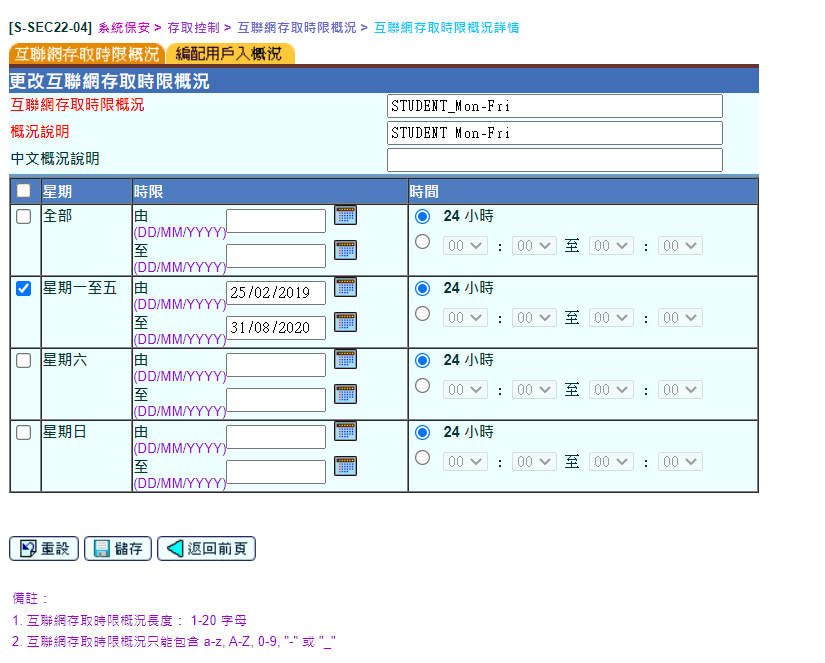 [S-SEC22-04] 系統保安 > 存取控制 > 互聯網存取時限概況 > 互聯網存取時限概況詳情
互聯網存取時限概況 編配用戶入概況
更改互聯網存取時限概況
互聯網存取時限概況 STUDENT_Mon-Fri
概況說明 STUDENT Mon-Fri
中文概況說明
星期 時限 時間
全部 由 24 小時
(DD/MM/YYYY)
至 00 : 00 至 00 : 00
(DD/MM/YYYY)
星期一至五 由 25/02/2019 24 小時
(DD/MM/YYYY)
至 31/08/2020 00 : 00 至 00 : 00
(DD/MM/YYYY)
星期六 由 24 小時
(DD/MM/YYYY)
至 00 : 00 至 00 : 00
(DD/MM/YYYY)
星期日 由 24 小時
(DD/MM/YYYY)
至 00 : 00 至 00 : 00
(DD/MM/YYYY)
重設 儲存 返回前頁
備註：
1. 互聯網存取時限概況長度： 1-20 字母
2. 互聯網存取時限概況只能包含 a-z, A-Z, 0-9, "-" 或 "_"